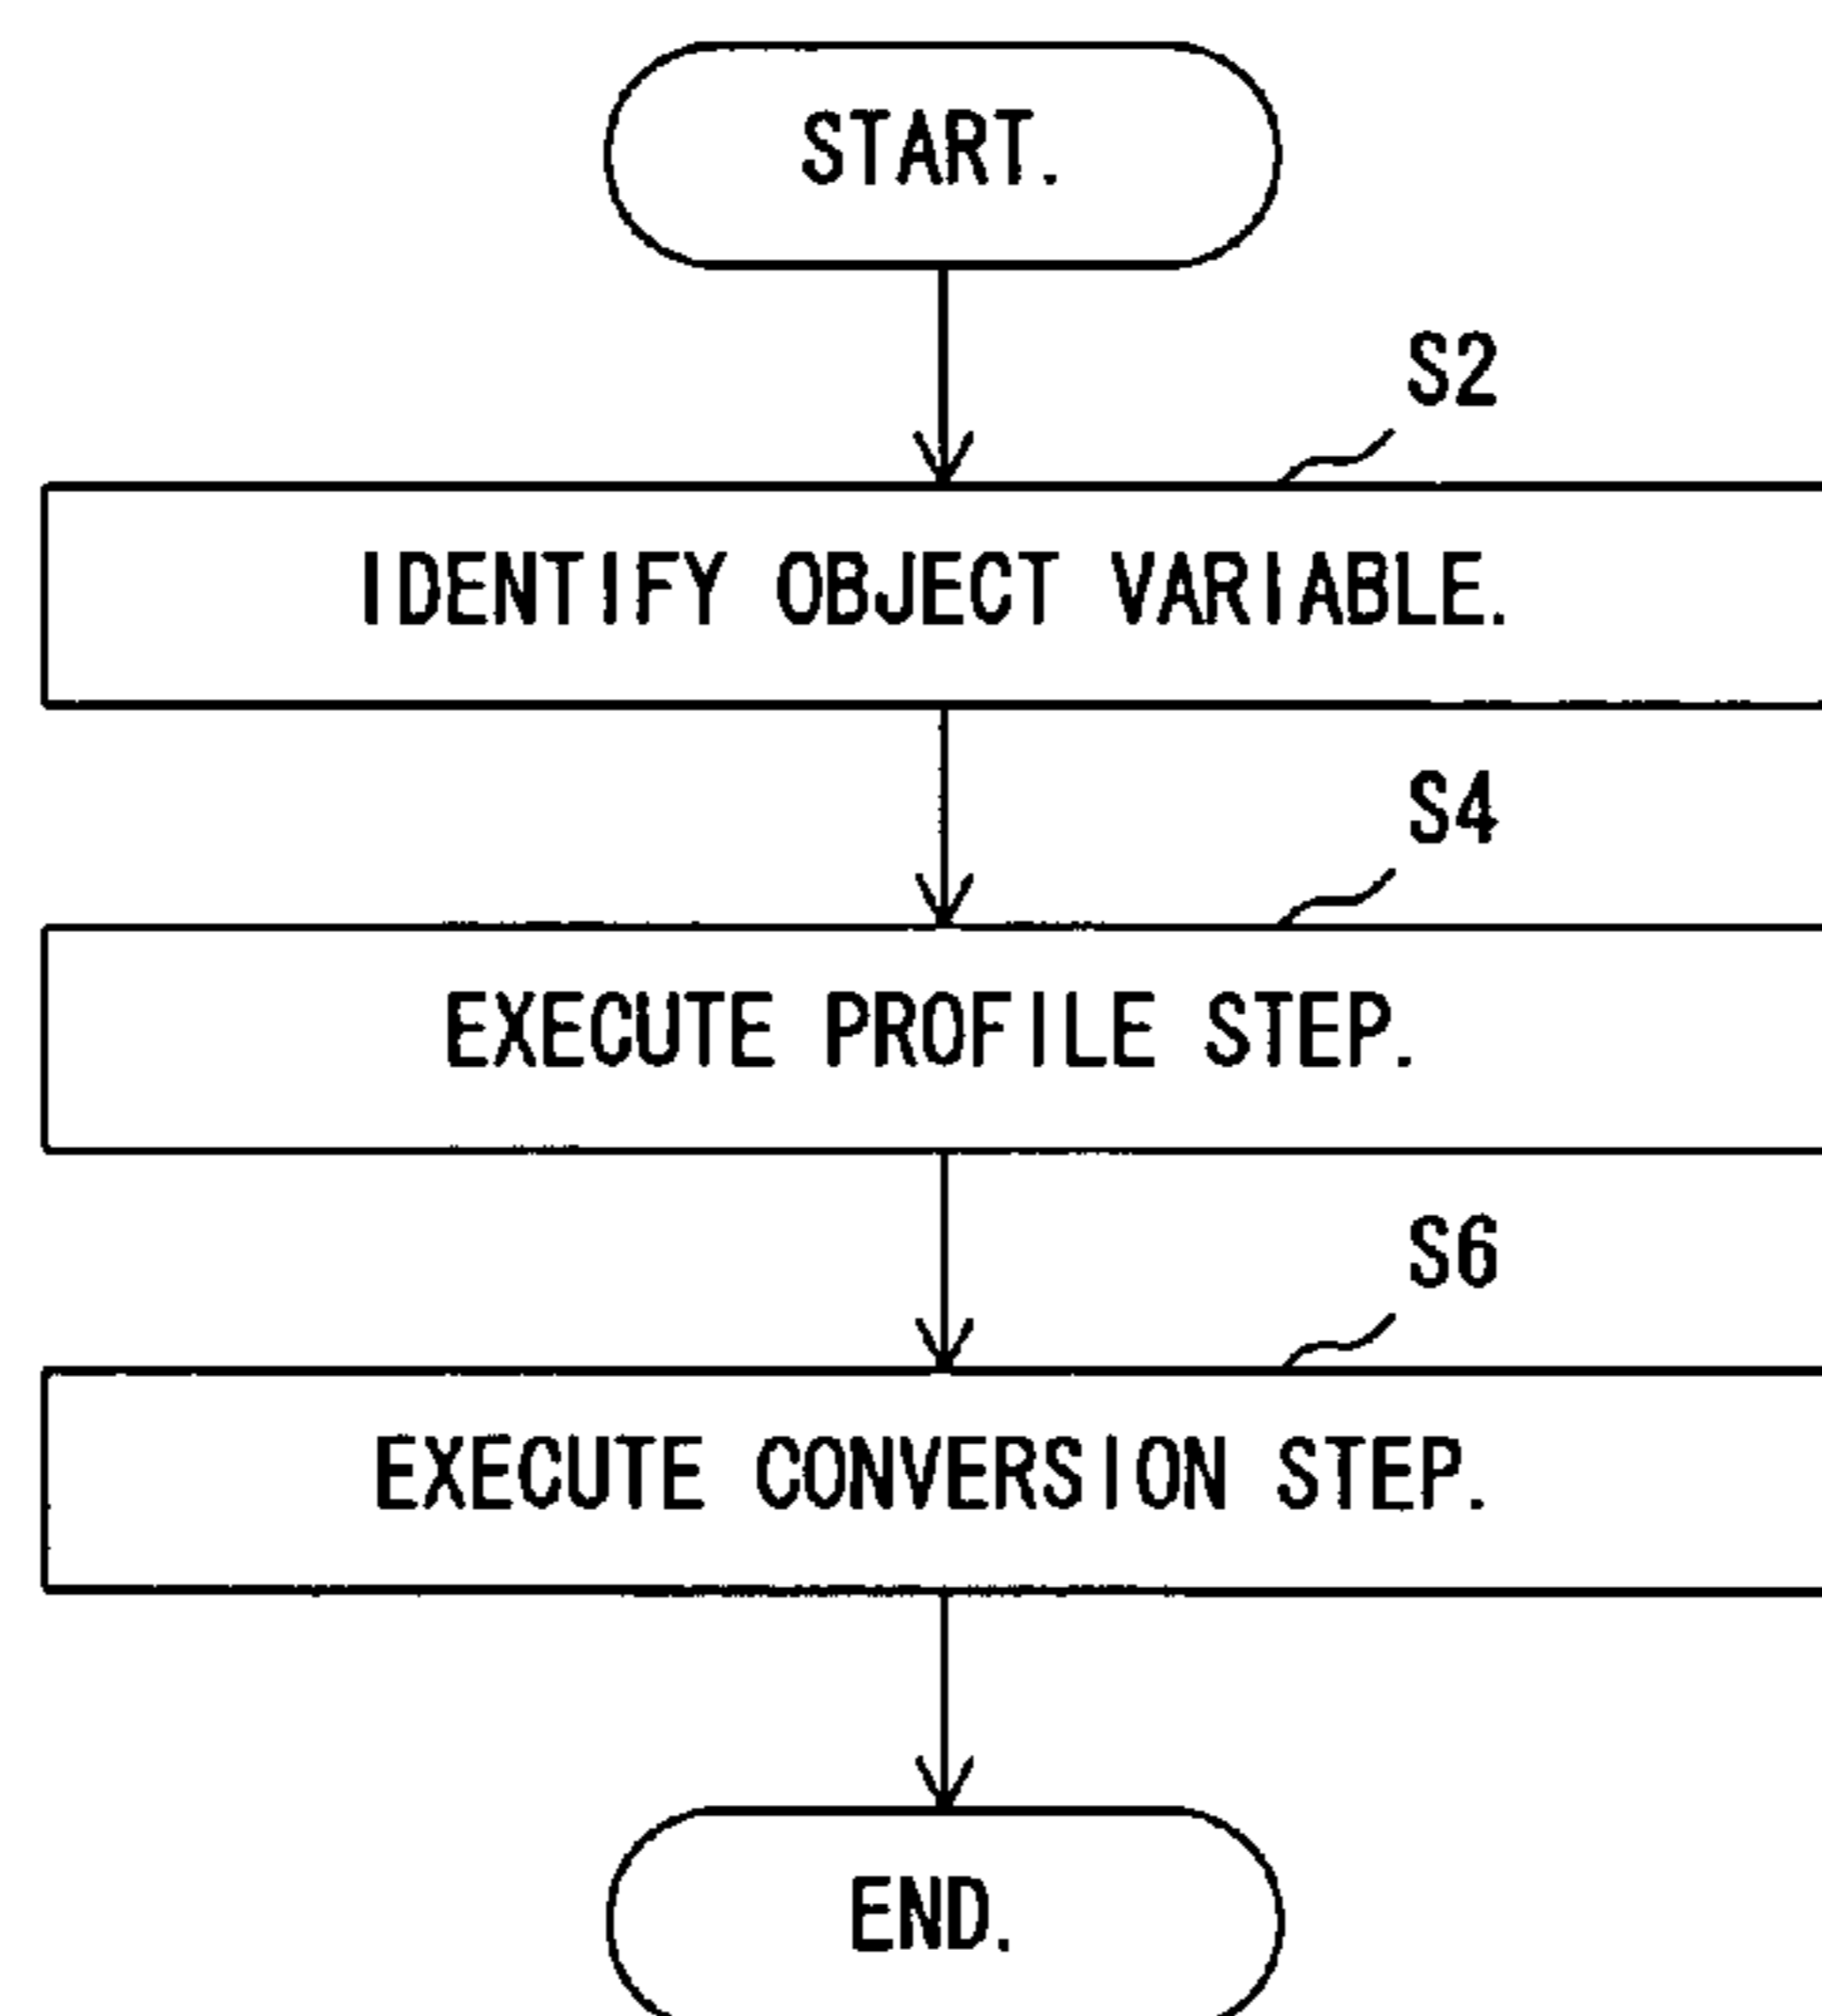 START.
S2
IDENTIFY OBJECT VARIABLE.
S4
EXECUTE PROFILE STEP.
S6
EXECUTE CONVERSION STEP.
END.